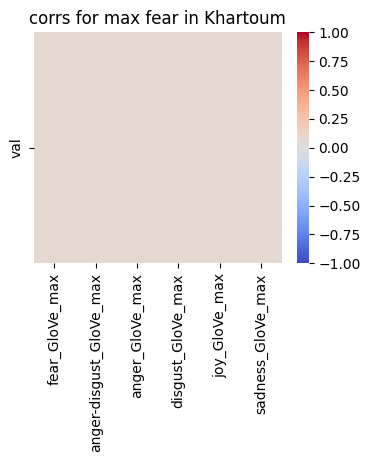 corrs for max fear in Khartoum
val
fear_GloVe_max
anger-disgust_GloVe_max
anger_GloVe_max
disgust_GloVe_max
joy_GloVe_max
sadness_GloVe_max
1.00
0.75
0.50
0.25
0.00
−0.25
−0.50
−0.75
−1.00